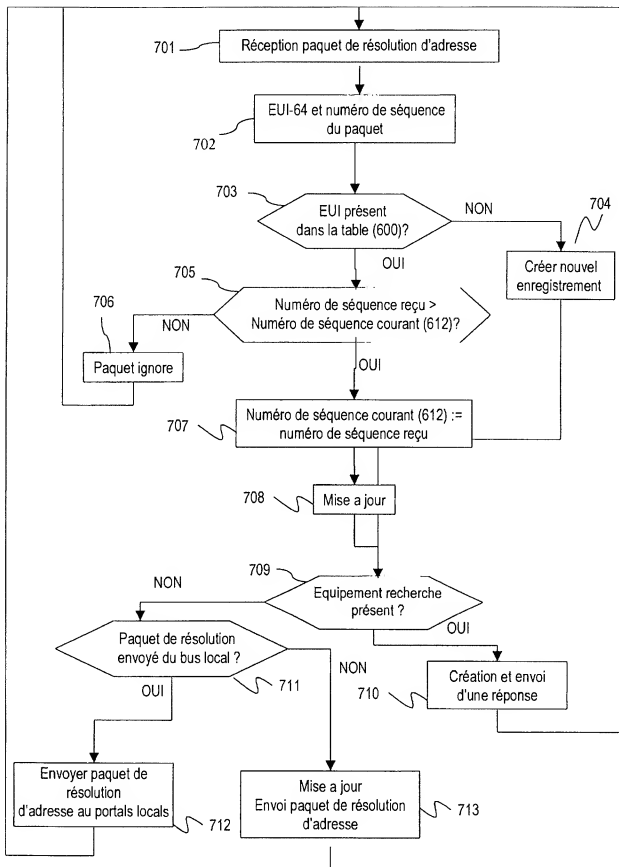 701
Réception paquet de résolution d'adresse
EUI-64 et numéro de séquence
du paquet
702
703
EUI présent
dans la table (600)?
NON
704
OUI
Créer nouvel
enregistrement
705
Numéro de séquence reçu >
Numéro de séquence courant (612)?
706
NON
Paquet ignore
OUI
Numéro de séquence courant (612) :=
numéro de séquence reçu
707
708
Mise a jour
709
NON
Equipement recherche
présent ?
OUI
Paquet de résolution
envoyé du bus local ?
711
NON
OUI
Création et envoi
d'une réponse
710
Envoyer paquet de
résolution
d'adresse au portals locals
712
Mise a jour
Envoi paquet de résolution
d'adresse
713